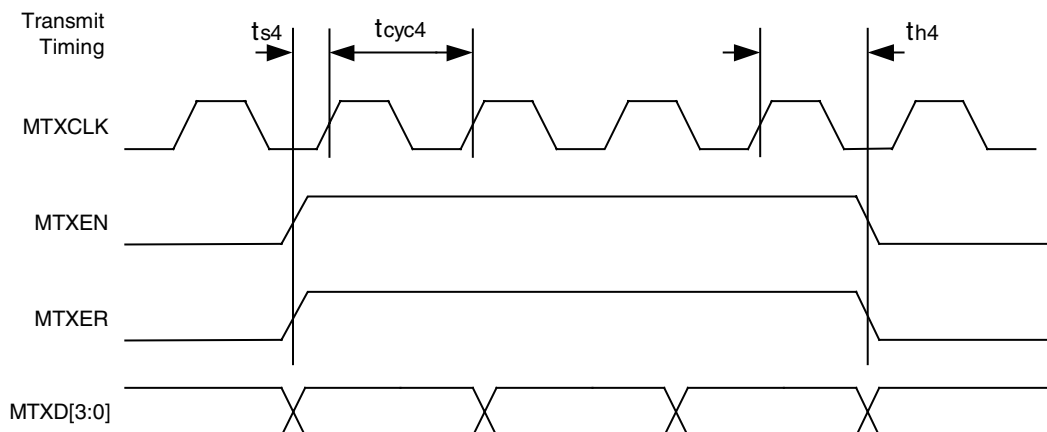 Transmit
Timing
ts4
tcyc4
th4
MTXCLK
MTXEN
MTXER
MTXD[3:0]